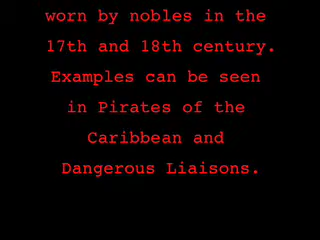 worn by nobles in the
17th and 18th century.
Examples can be seen
in Pirates of the
Caribbean and
Dangerous Liaisons.